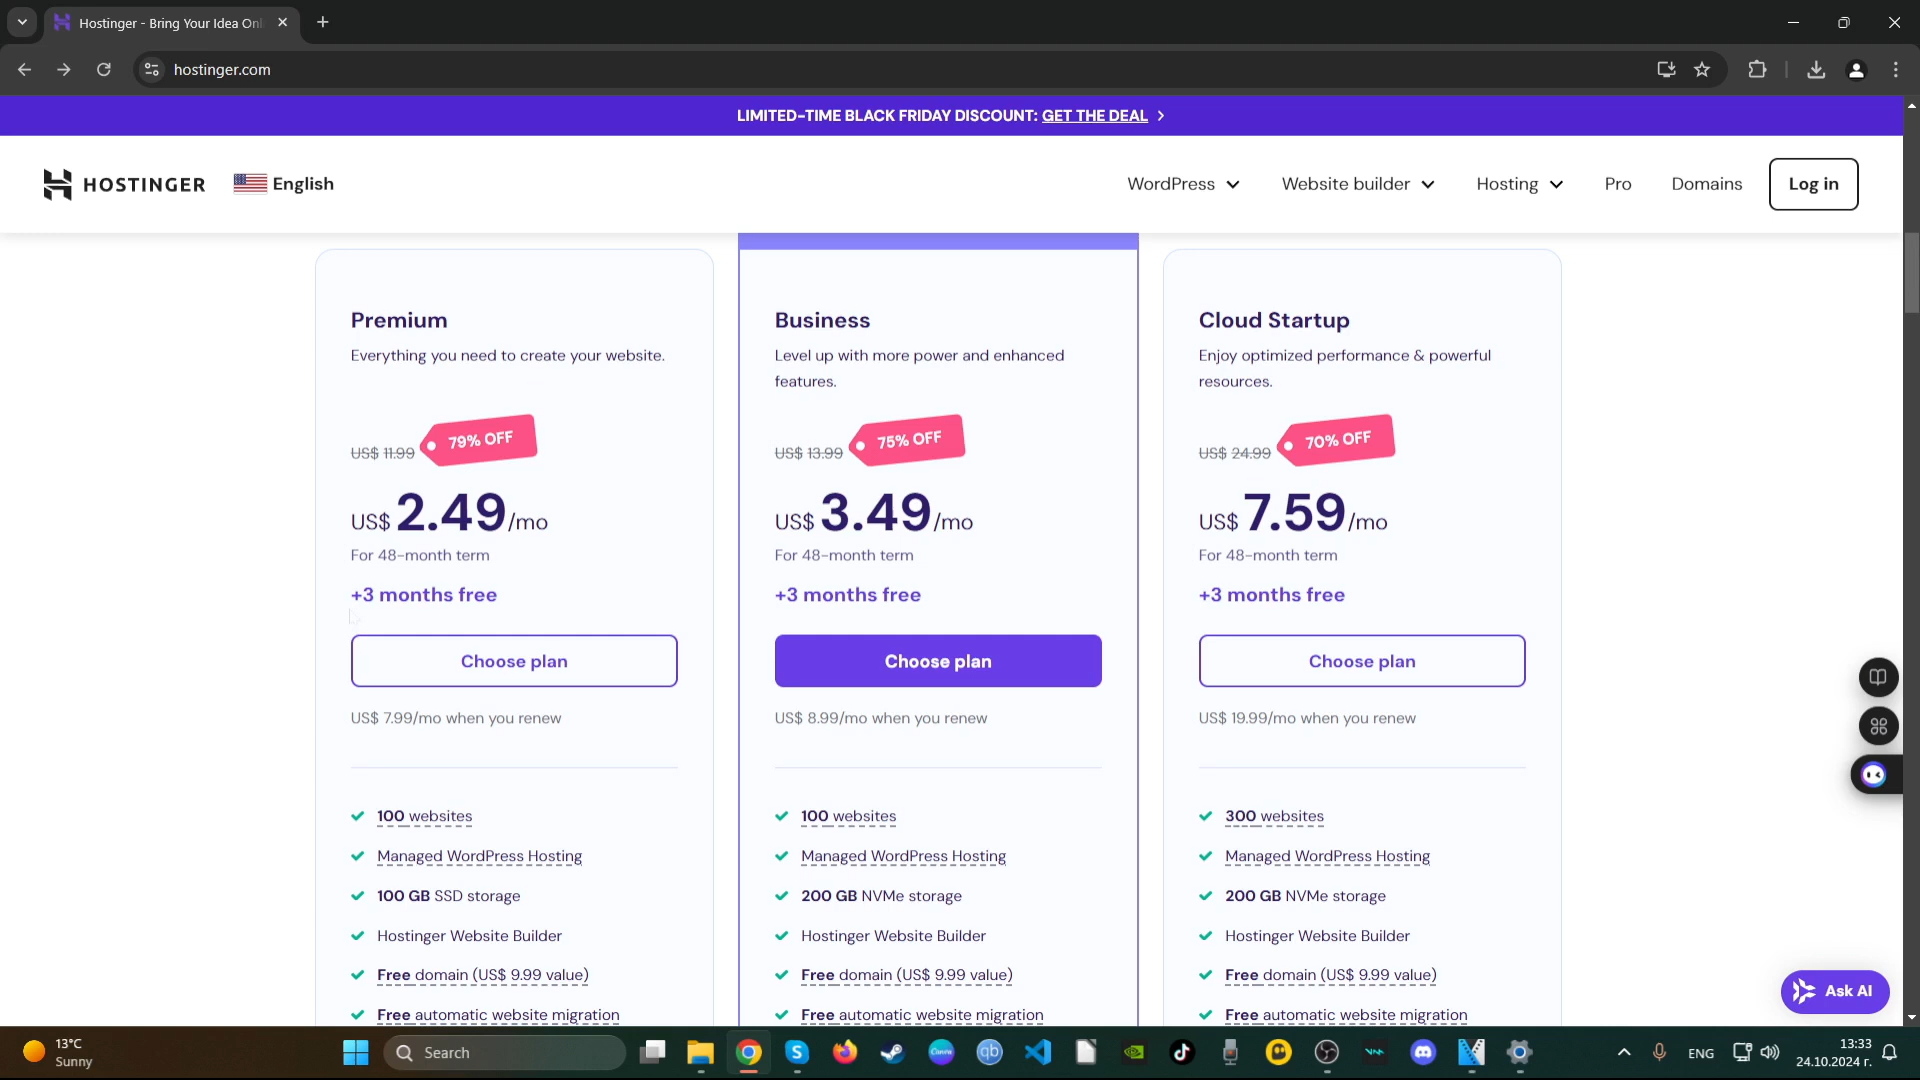 Hostinger - Bring Your Idea Onl
hostinger.com
LIMITED-TIME BLACK FRIDAY DISCOUNT: GET THE DEAL
HOSTINGER
English
WordPress
Website builder
Hosting
Pro
Domains
Log in
Premium
Everything you need to create your website.
US$ 11.99
79% OFF
US$ 2.49/mo
For 48-month term
+3 months free
Choose plan
US$ 7.99/mo when you renew
100 websites
Managed WordPress Hosting
100 GB SSD storage
Hostinger Website Builder
Free domain (US$ 9.99 value)
Free automatic website migration
Business
Level up with more power and enhanced
features.
US$ 13.99
75% OFF
US$ 3.49/mo
For 48-month term
+3 months free
Choose plan
US$ 8.99/mo when you renew
100 websites
Managed WordPress Hosting
200 GB NVMe storage
Hostinger Website Builder
Free domain (US$ 9.99 value)
Free automatic website migration
Cloud Startup
Enjoy optimized performance & powerful
resources.
US$ 24.99
70% OFF
US$ 7.59/mo
For 48-month term
+3 months free
Choose plan
US$ 19.99/mo when you renew
300 websites
Managed WordPress Hosting
200 GB NVMe storage
Hostinger Website Builder
Free domain (US$ 9.99 value)
Free automatic website migration
Ask AI
13°C
Sunny
Search
Canva
qb
ENG
13:33
24.10.2024 г.